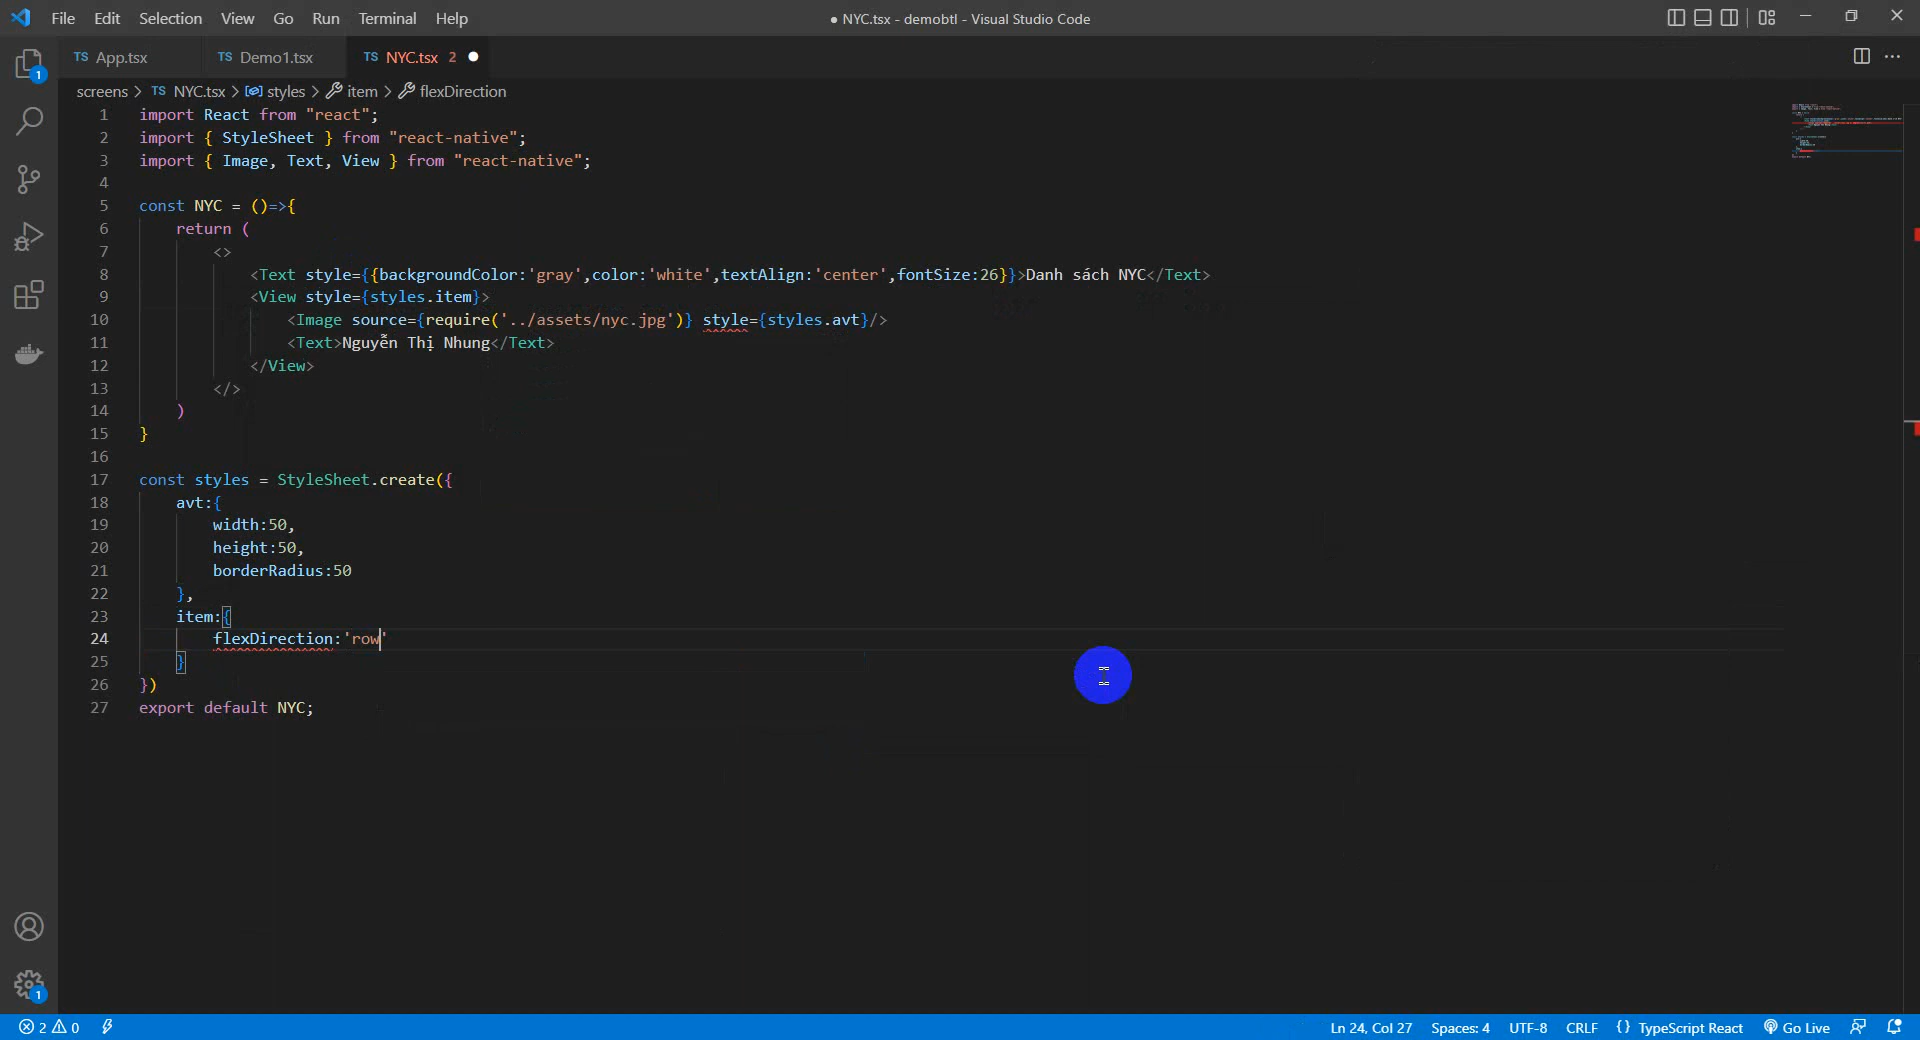 File Edit Selection View Go Run Terminal Help
● NYC.tsx - demobtl - Visual Studio Code
TS App.tsx
TS Demo1.tsx
TS NYC.tsx 2
screens > TS NYC.tsx > styles > item > flexDirection
1 import React from "react";
2 import { StyleSheet } from "react-native";
3 import { Image, Text, View } from "react-native";
4
5 const NYC = ()=>{
6 return (
7 <>
8 <Text style={{backgroundColor:'gray',color:'white',textAlign:'center',fontSize:26}}>Danh sách NYC</Text>
9 <View style={styles.item}>
10 <Image source={require('../assets/nyc.jpg')} style={styles.avt}/>
11 <Text>Nguyễn Thị Nhung</Text>
12 </View>
13 </>
14 )
15 }
16
17 const styles = StyleSheet.create({
18 avt:{
19 width:50,
20 height:50,
21 borderRadius:50
22 },
23 item:{
24 flexDirection:'row'
25 }
26 })
27 export default NYC;
1
1
2 0
Ln 24, Col 27 Spaces: 4 UTF-8 CRLF {} TypeScript React Go Live